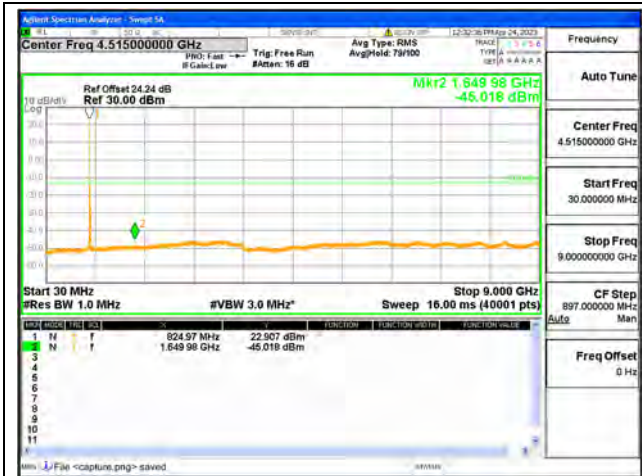 Agilent Spectrum Analyzer - Swept SA
12:32:36 PM Apr 24, 2023
Center Freq 4.515000000 GHz
PNO: Fast
IFGain:Low
Trig: Free Run
#Atten: 16 dB
Avg Type: RMS
Avg|Hold: 79/100
TRACE
TYPE
DET
Frequency
Auto Tune
Center Freq
4.515000000 GHz
Start Freq
30.000000 MHz
Stop Freq
9.000000000 GHz
CF Step
897.000000 MHz
Auto Man
Freq Offset
0 Hz
Ref Offset 24.24 dB
10 dB/div Ref 30.00 dBm
Log
Mkr2 1.649 98 GHz
-45.018 dBm
2
Start 30 MHz
#Res BW 1.0 MHz
#VBW 3.0 MHz*
Stop 9.000 GHz
Sweep 16.00 ms (40001 pts)
MKR MODE TRC SCL X Y FUNCTION FUNCTION WIDTH FUNCTION VALUE
1 N f 824.97 MHz 22.907 dBm
2 N f 1.649 98 GHz -45.018 dBm
3
4
5
6
7
8
9
10
11
MSG File <capture.png> saved
STATUS